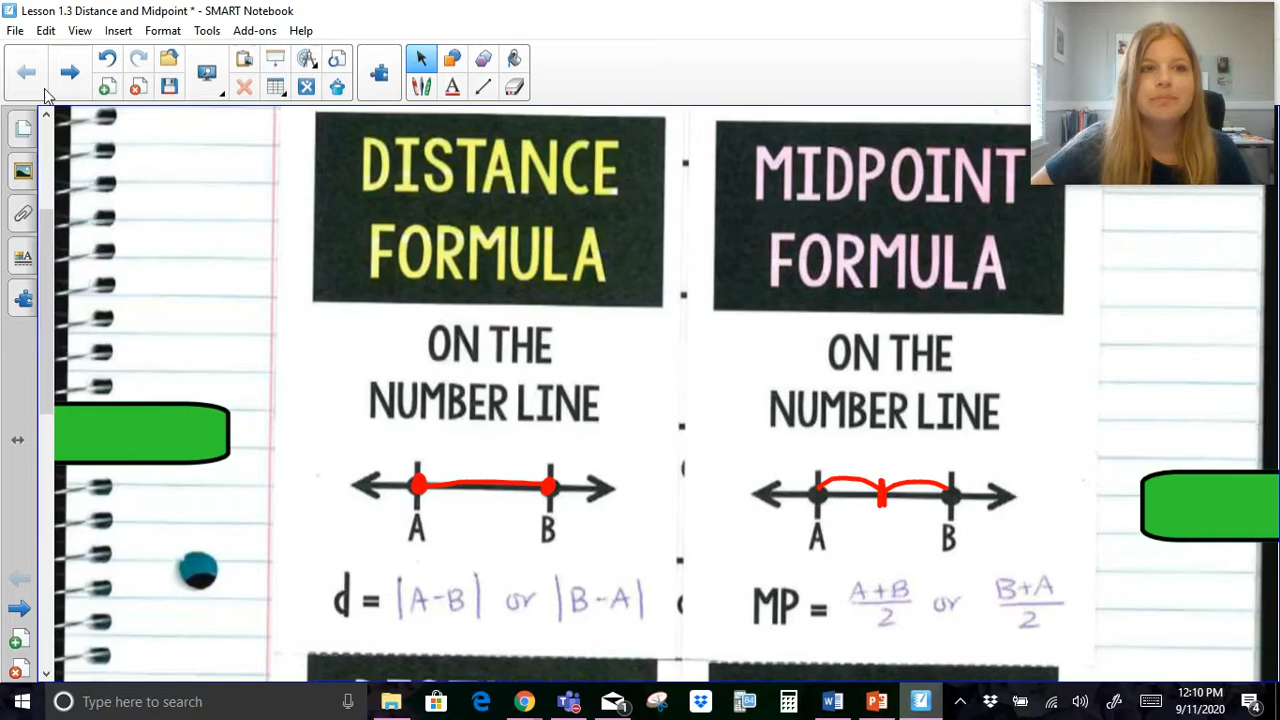 Lesson 1.3 Distance and Midpoint * - SMART Notebook
File Edit View Insert Format Tools Add-ons Help
DISTANCE
FORMULA
ON THE
NUMBER LINE
A B
d = |A-B| or |B-A|
MIDPOINT
FORMULA
ON THE
NUMBER LINE
A B
MP = A+B/2 or B+A/2
Type here to search
12:10 PM
9/11/2020